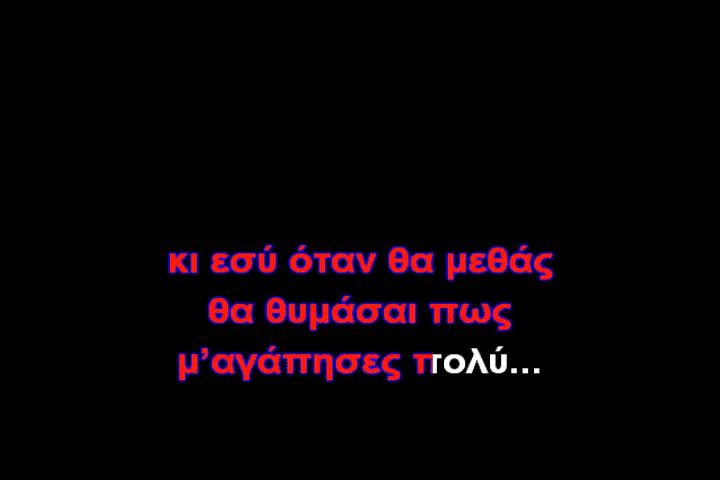 κι εσύ όταν θα μεθάς
θα θυμάσαι πως
μ’αγάπησες πολύ...